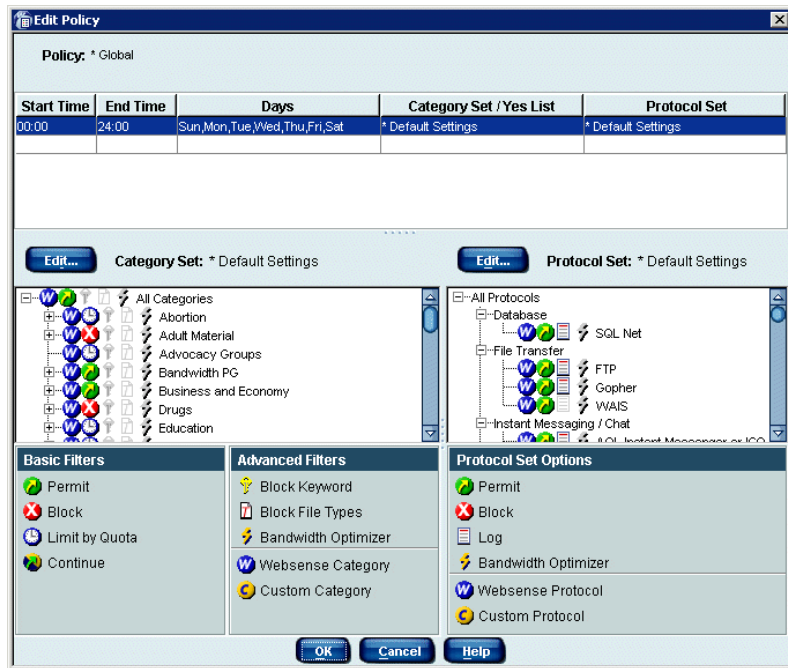 Edit Policy
Policy: * Global
Start Time End Time Days Category Set / Yes List Protocol Set
00:00 24:00 Sun,Mon,Tue,Wed,Thu,Fri,Sat * Default Settings * Default Settings
Edit... Category Set: * Default Settings Edit... Protocol Set: * Default Settings
All Categories
Abortion
Adult Material
Advocacy Groups
Bandwidth PG
Business and Economy
Drugs
Education
All Protocols
Database
SQL Net
File Transfer
FTP
Gopher
WAIS
Instant Messaging / Chat
AOL Instant Messenger or ICQ
Basic Filters
Permit
Block
Limit by Quota
Continue
Advanced Filters
Block Keyword
Block File Types
Bandwidth Optimizer
Websense Category
Custom Category
Protocol Set Options
Permit
Block
Log
Bandwidth Optimizer
Websense Protocol
Custom Protocol
OK Cancel Help